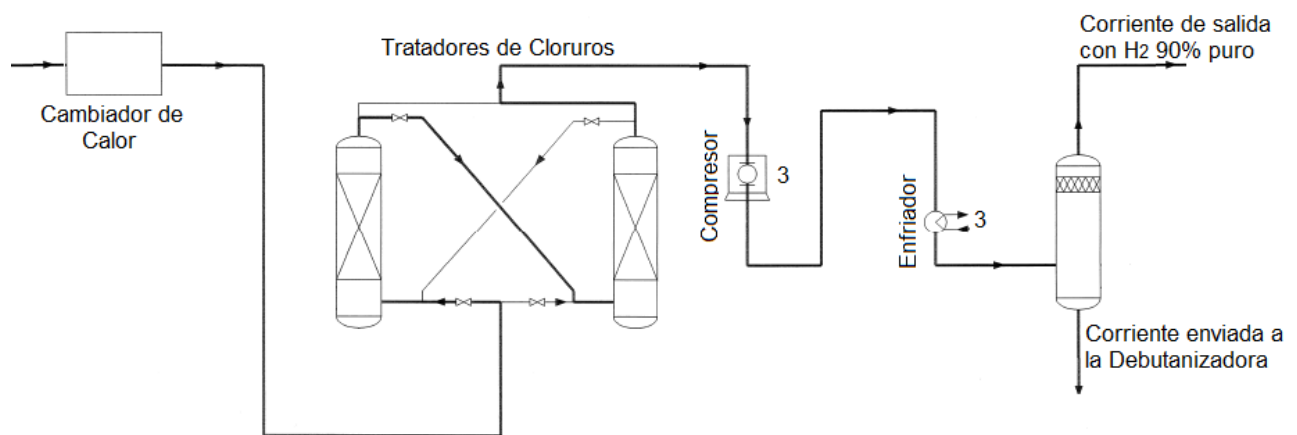 Corriente de salida
con H2 90% puro
Tratadores de Cloruros
Cambiador de
Calor
Compresor
3
Enfriador
3
Corriente enviada a
la Debutanizadora